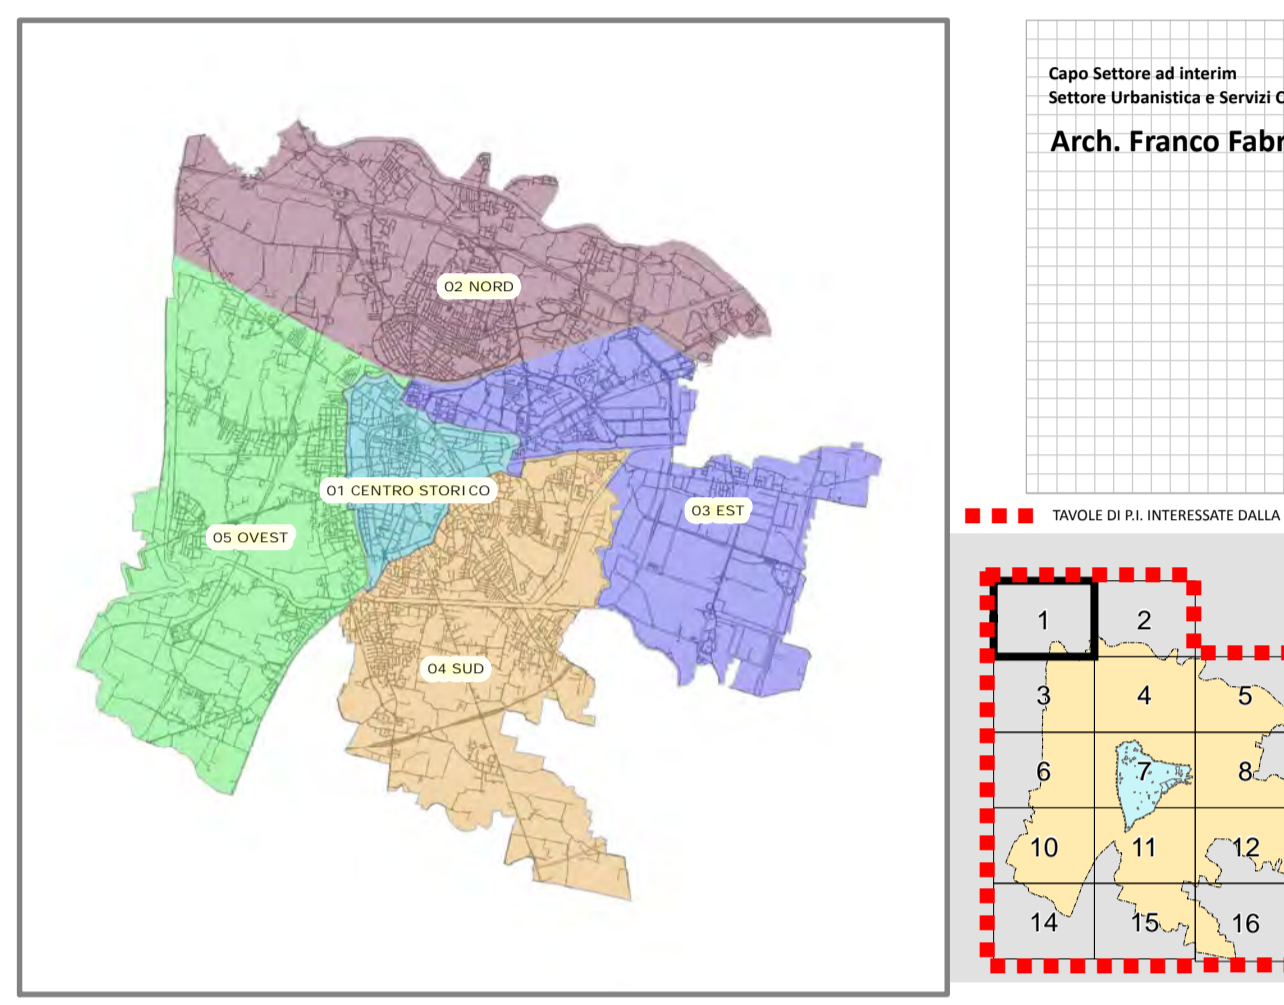 02 NORD
01 CENTRO STORICO
03 EST
05 OVEST
04 SUD
Capo Settore ad interim
Settore Urbanistica e Servizi C
Arch. Franco Fabr
TAVOLE DI P.I. INTERESSATE DALLA
1 2
3 4 5
6 7 8
10 11 12
14 15 16